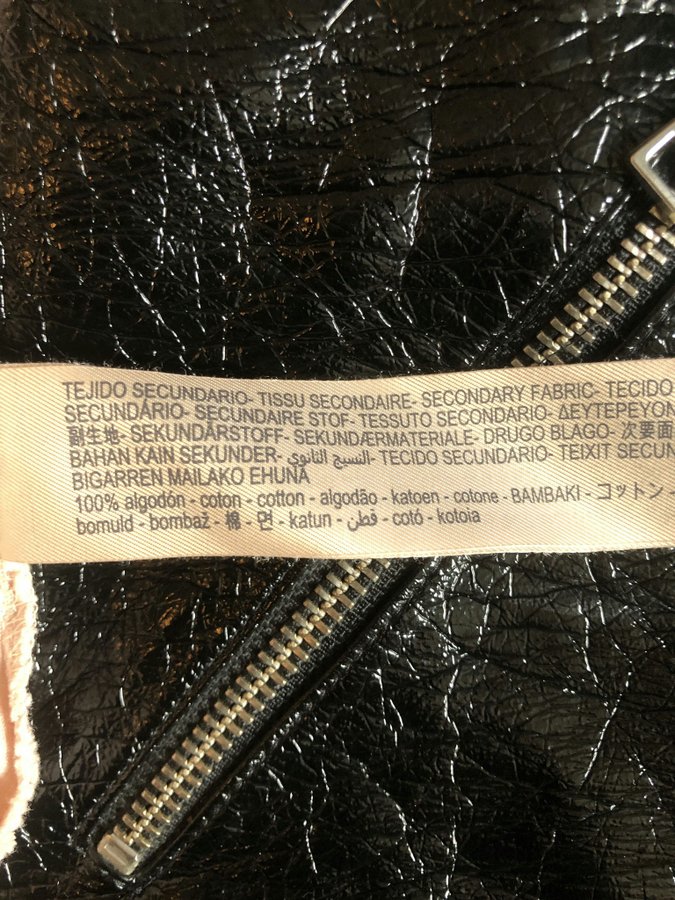 TEJIDO SECUNDARIO- TISSU SECONDAIRE- SECONDARY FABRIC- TECIDO
SECUNDÁRIO- SECUNDAIRE STOF- TESSUTO SECONDARIO- ΔΕΥΤΕΡΕΥΟΝ
副生地- SEKUNDÄRSTOFF- SEKUNDÆRMATERIALE- DRUGO BLAGO- 次要面
BAHAN KAIN SEKUNDER- النسيج الثانوي- TECIDO SECUNDARIO- TEIXIT SECUN
BIGARREN MAILAKO EHUNA
100% algodón - coton - cotton - algodão - katoen - cotone - ΒΑΜΒΑΚΙ - コットン -
bomuld - bombaž - 棉 - 면 - katun - قطن - cotó - kotoia